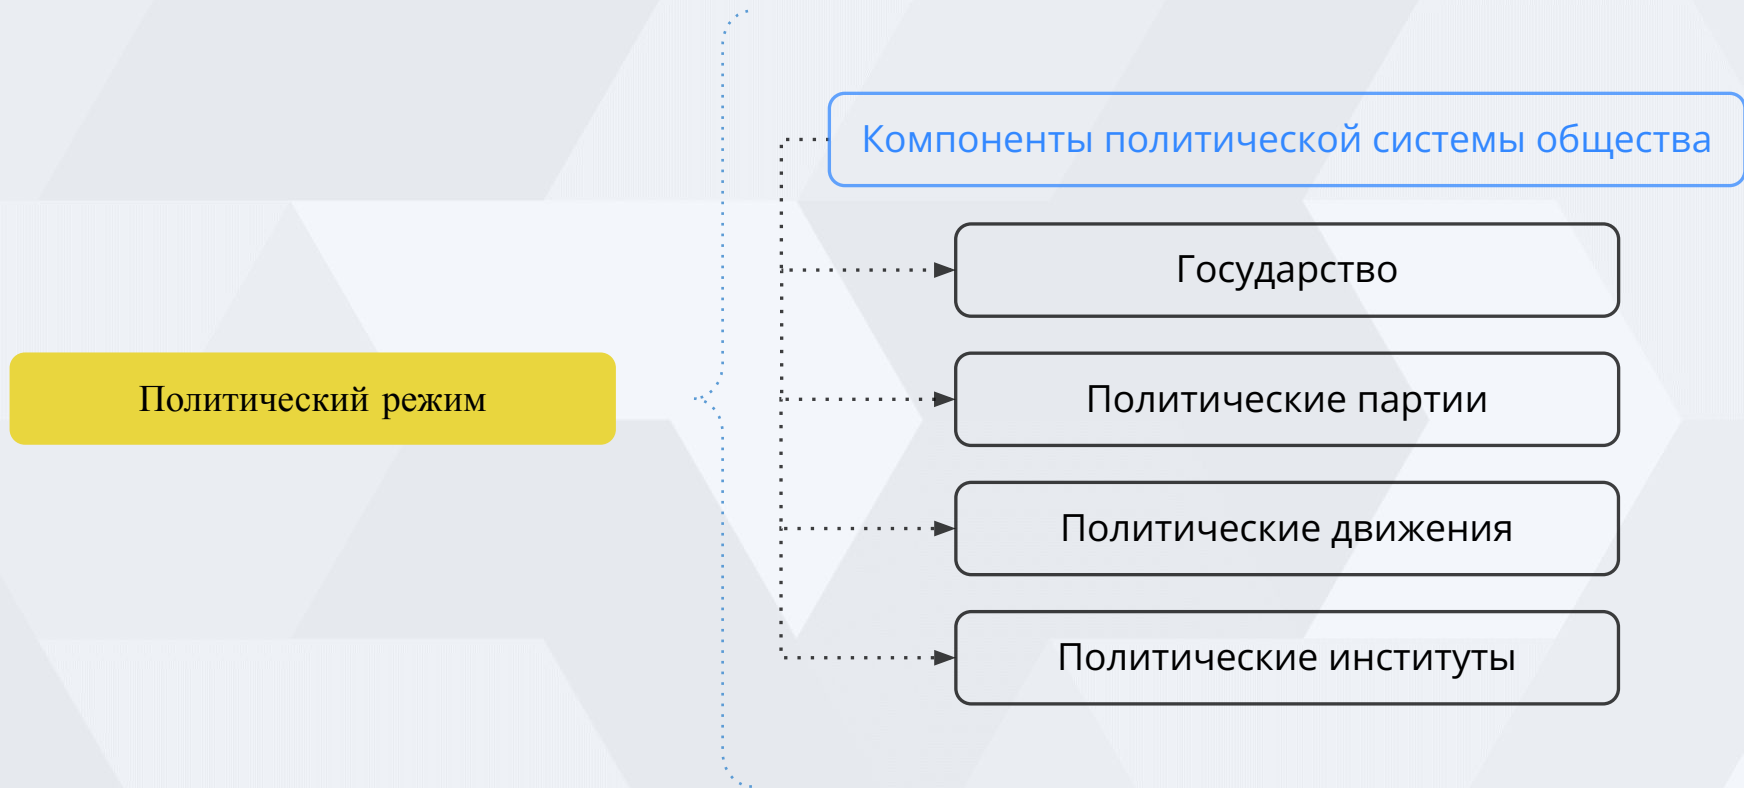 Компоненты политической системы общества
Государство
Политический режим
Политические партии
Политические движения
Политические институты